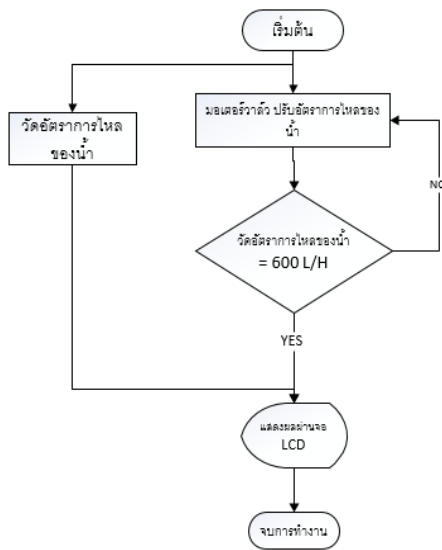 เริ่มต้น
วัดอัตราการไหล
ของน้ำ
มอเตอร์วาล์ว ปรับอัตราการไหลของ
น้ำ
NO
วัดอัตราการไหลของน้ำ
= 600 L/H
YES
แสดงผลผ่านจอ
LCD
จบการทำงาน